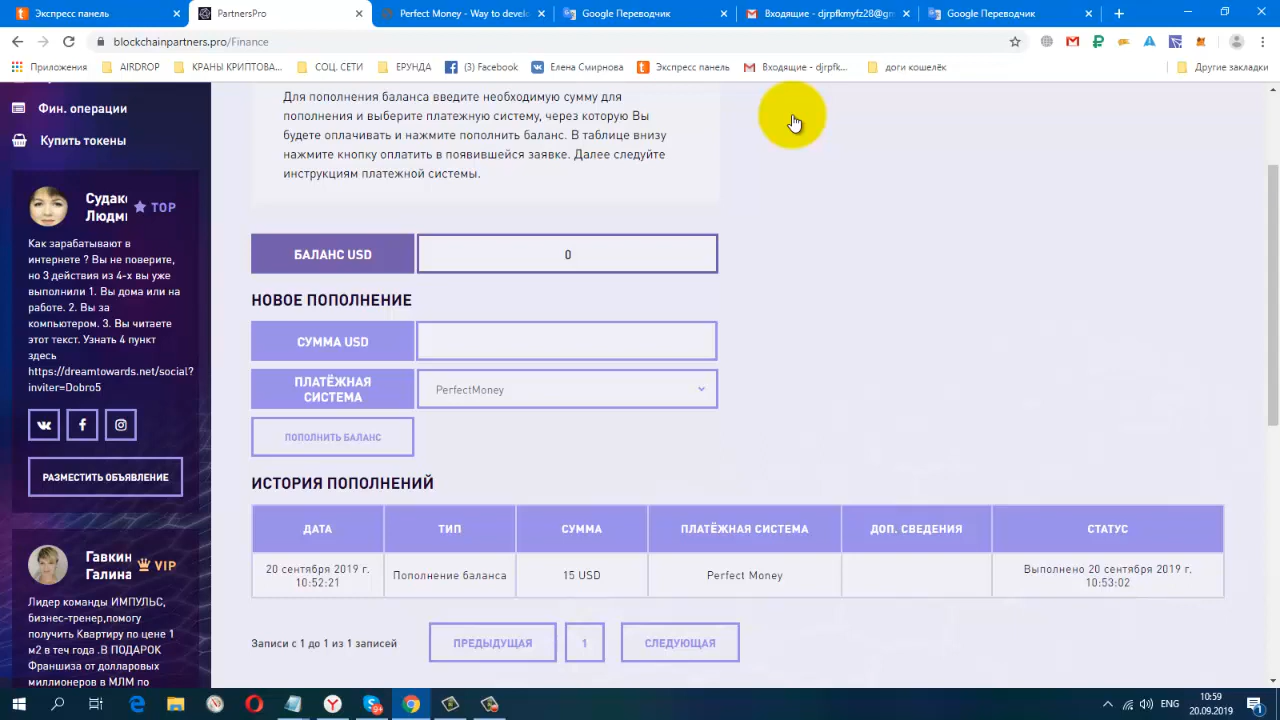 Экспресс панель
PartnersPro
Perfect Money - Way to devel
Google Переводчик
Входящие - djrpfkmyfz28@gm
Google Переводчик
blockchainpartners.pro/Finance
Приложения
AIRDROP
КРАНЫ КРИПТОВА...
СОЦ. СЕТИ
ЕРУНДА
(3) Facebook
Елена Смирнова
Экспресс панель
Входящие - djrpfk...
доги кошелёк
Другие закладки
Фин. операции
Купить токены
Судак
Людми
TOP
Как зарабатывают в
интернете ? Вы не поверите,
но 3 действия из 4-х вы уже
выполнили 1. Вы дома или на
работе. 2. Вы за
компьютером. 3. Вы читаете
этот текст. Узнать 4 пункт
здесь
https://dreamtowards.net/social?
inviter=Dobro5
РАЗМЕСТИТЬ ОБЪЯВЛЕНИЕ
Гавкин
Галина
VIP
Лидер команды ИМПУЛЬС,
бизнес-тренер,помогу
получить Квартиру по цене 1
м2 в теч года .В ПОДАРОК
Франшиза от долларовых
миллионеров в МЛМ по
Для пополнения баланса введите необходимую сумму для
пополнения и выберите платежную систему, через которую Вы
будете оплачивать и нажмите пополнить баланс. В таблице внизу
нажмите кнопку оплатить в появившейся заявке. Далее следуйте
инструкциям платежной системы.
БАЛАНС USD
0
НОВОЕ ПОПОЛНЕНИЕ
СУММА USD
ПЛАТЁЖНАЯ
СИСТЕМА
PerfectMoney
ПОПОЛНИТЬ БАЛАНС
ИСТОРИЯ ПОПОЛНЕНИЙ
ДАТА
ТИП
СУММА
ПЛАТЁЖНАЯ СИСТЕМА
ДОП. СВЕДЕНИЯ
СТАТУС
20 сентября 2019 г.
10:52:21
Пополнение баланса
15 USD
Perfect Money
Выполнено 20 сентября 2019 г.
10:53:02
Записи с 1 до 1 из 1 записей
ПРЕДЫДУЩАЯ
1
СЛЕДУЮЩАЯ
ENG
10:59
20.09.2019
1